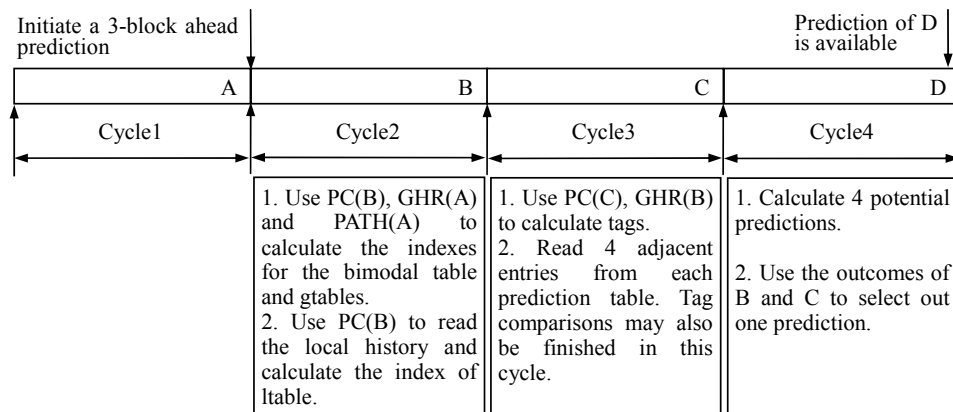 Initiate a 3-block ahead
prediction
Prediction of D
is available
A
B
C
D
Cycle1
Cycle2
Cycle3
Cycle4
1. Use PC(B), GHR(A)
and PATH(A) to
calculate the indexes
for the bimodal table
and gtables.
2. Use PC(B) to read
the local history and
calculate the index of
ltable.
1. Use PC(C), GHR(B)
to calculate tags.
2. Read 4 adjacent
entries from each
prediction table. Tag
comparisons may also
be finished in this
cycle.
1. Calculate 4 potential
predictions.
2. Use the outcomes of
B and C to select out
one prediction.